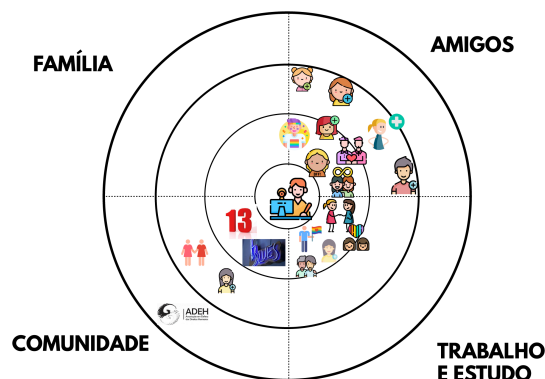 AMIGOS
FAMÍLIA
13
ADEH
COMUNIDADE
TRABALHO
E ESTUDO